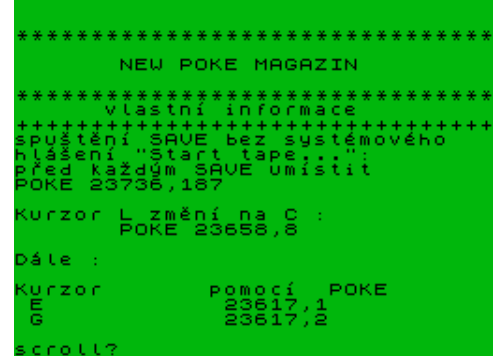 ********************************
NEW POKE MAGAZIN
********************************
vlastní informace
++++++++++++++++++++++++++++++++
spuštění SAVE bez systémového
hlášení "Start tape...":
před každým SAVE umístit
POKE 23736,187
Kurzor L změní na C :
POKE 23658,8
Dále :
Kurzor pomocí POKE
E 23617,1
G 23617,2
scroll?